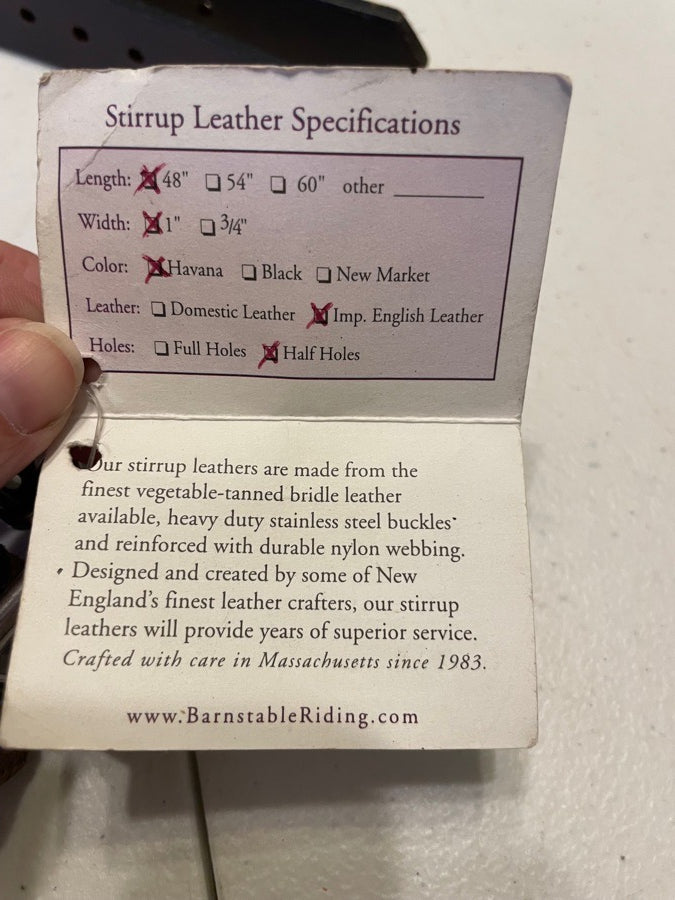 Stirrup Leather Specifications
Length: ☒ 48" ☐ 54" ☐ 60" other ________
Width: ☒ 1" ☐ 3/4"
Color: ☒ Havana ☐ Black ☐ New Market
Leather: ☐ Domestic Leather ☒ Imp. English Leather
Holes: ☐ Full Holes ☒ Half Holes
Our stirrup leathers are made from the
finest vegetable-tanned bridle leather
available, heavy duty stainless steel buckles
and reinforced with durable nylon webbing.
Designed and created by some of New
England's finest leather crafters, our stirrup
leathers will provide years of superior service.
Crafted with care in Massachusetts since 1983.
www.BarnstableRiding.com